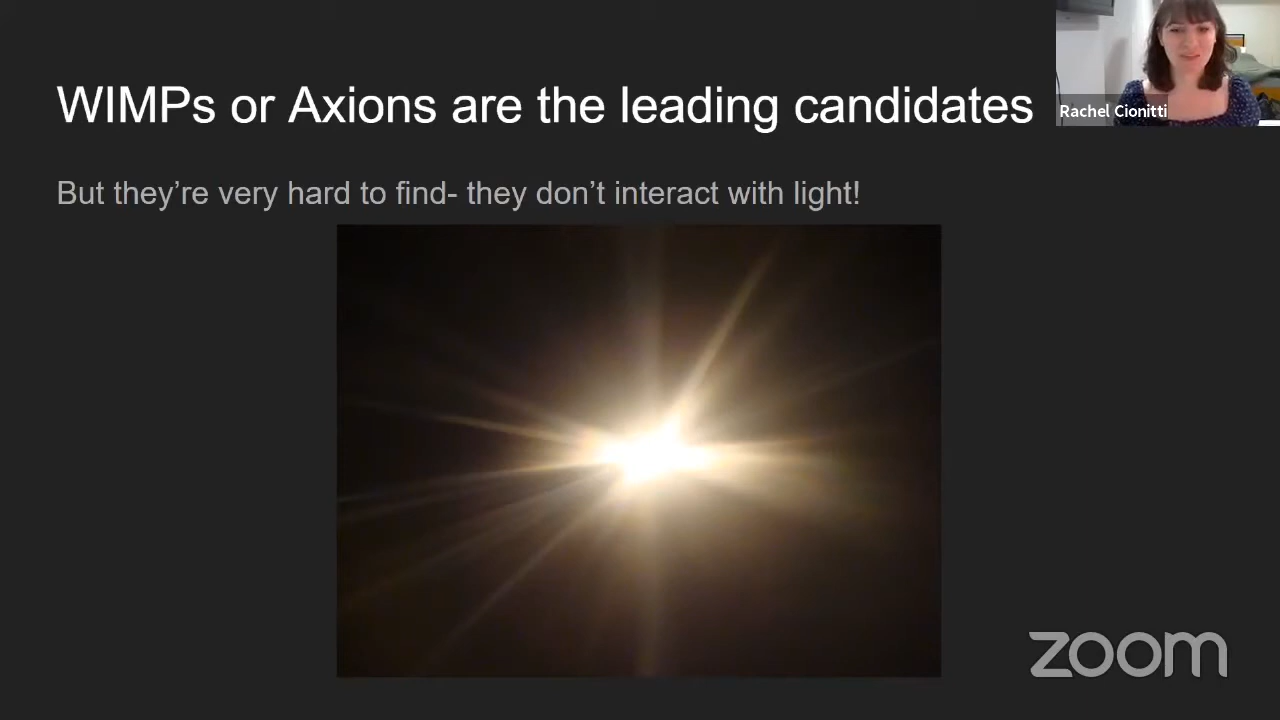 WIMPs or Axions are the leading candidates
Rachel Cionitti
But they're very hard to find- they don't interact with light!
zoom